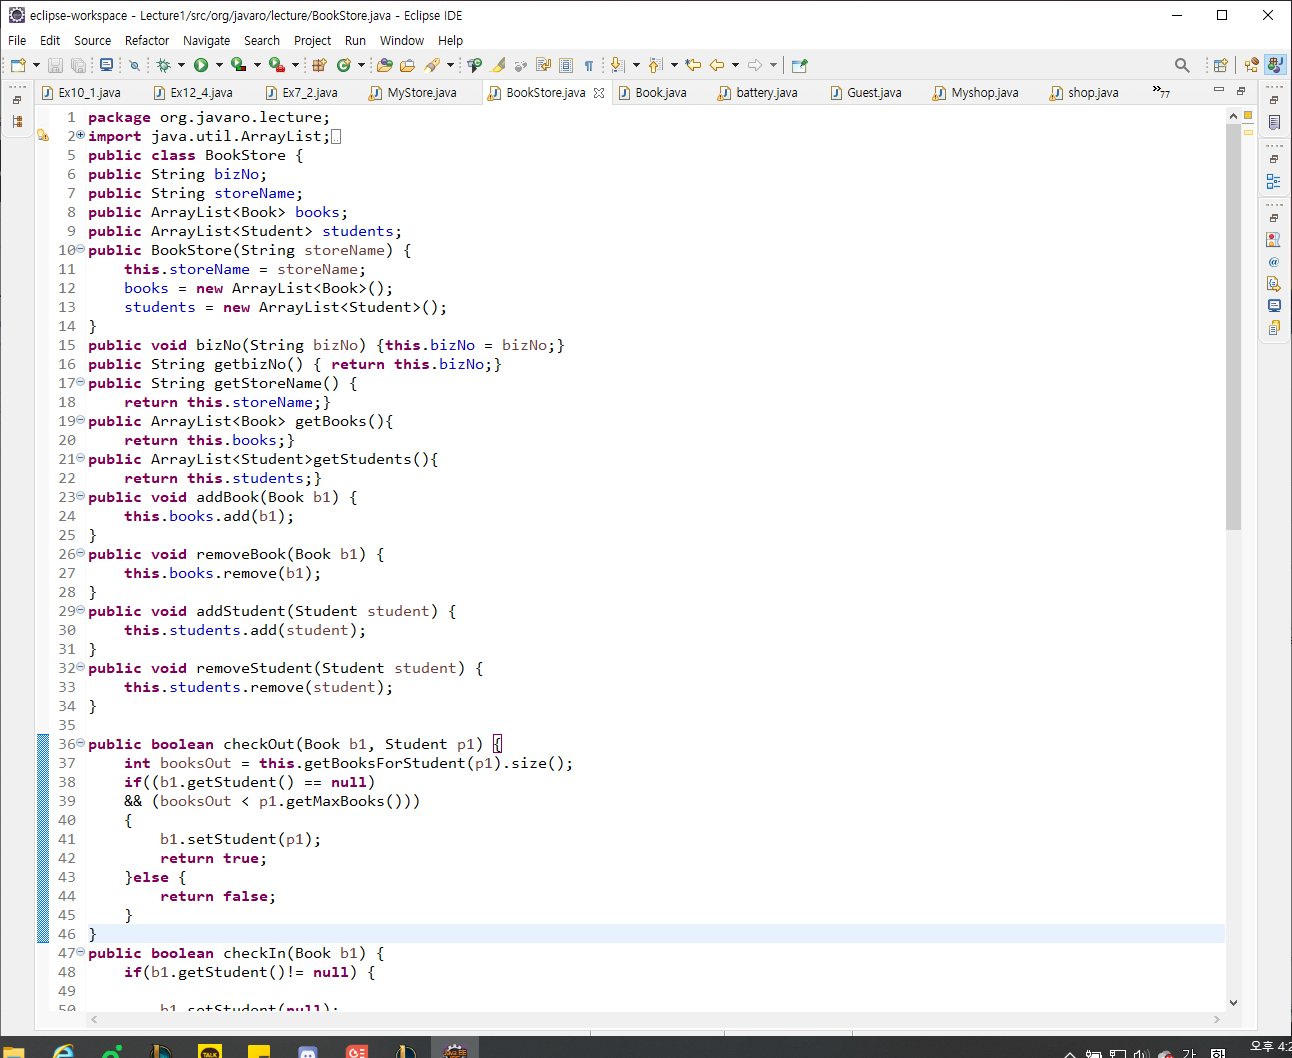 eclipse-workspace - Lecture1/src/org/javaro/lecture/BookStore.java - Eclipse IDE
File Edit Source Refactor Navigate Search Project Run Window Help
Ex10_1.java Ex12_4.java Ex7_2.java MyStore.java BookStore.java Book.java battery.java Guest.java Myshop.java shop.java »77
1 package org.javaro.lecture;
2 import java.util.ArrayList;
5 public class BookStore {
6 public String bizNo;
7 public String storeName;
8 public ArrayList<Book> books;
9 public ArrayList<Student> students;
10 public BookStore(String storeName) {
11 this.storeName = storeName;
12 books = new ArrayList<Book>();
13 students = new ArrayList<Student>();
14 }
15 public void bizNo(String bizNo) {this.bizNo = bizNo;}
16 public String getbizNo() { return this.bizNo;}
17 public String getStoreName() {
18 return this.storeName;}
19 public ArrayList<Book> getBooks(){
20 return this.books;}
21 public ArrayList<Student>getStudents(){
22 return this.students;}
23 public void addBook(Book b1) {
24 this.books.add(b1);
25 }
26 public void removeBook(Book b1) {
27 this.books.remove(b1);
28 }
29 public void addStudent(Student student) {
30 this.students.add(student);
31 }
32 public void removeStudent(Student student) {
33 this.students.remove(student);
34 }
35
36 public boolean checkOut(Book b1, Student p1) {
37 int booksOut = this.getBooksForStudent(p1).size();
38 if((b1.getStudent() == null)
39 && (booksOut < p1.getMaxBooks()))
40 {
41 b1.setStudent(p1);
42 return true;
43 }else {
44 return false;
45 }
46 }
47 public boolean checkIn(Book b1) {
48 if(b1.getStudent()!= null) {
49
50 b1.setStudent(null);
TALK
가
오후 4:2